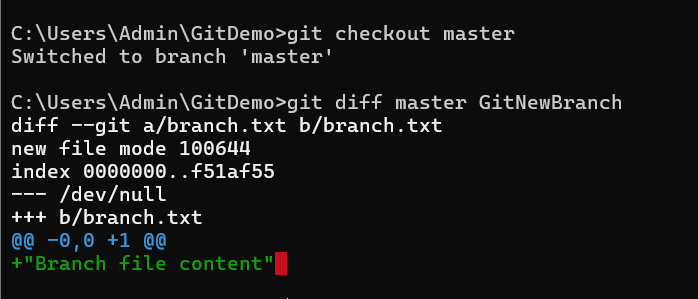 C:\Users\Admin\GitDemo>git checkout master
Switched to branch 'master'
C:\Users\Admin\GitDemo>git diff master GitNewBranch
diff --git a/branch.txt b/branch.txt
new file mode 100644
index 0000000..f51af55
--- /dev/null
+++ b/branch.txt
@@ -0,0 +1 @@
+"Branch file content"